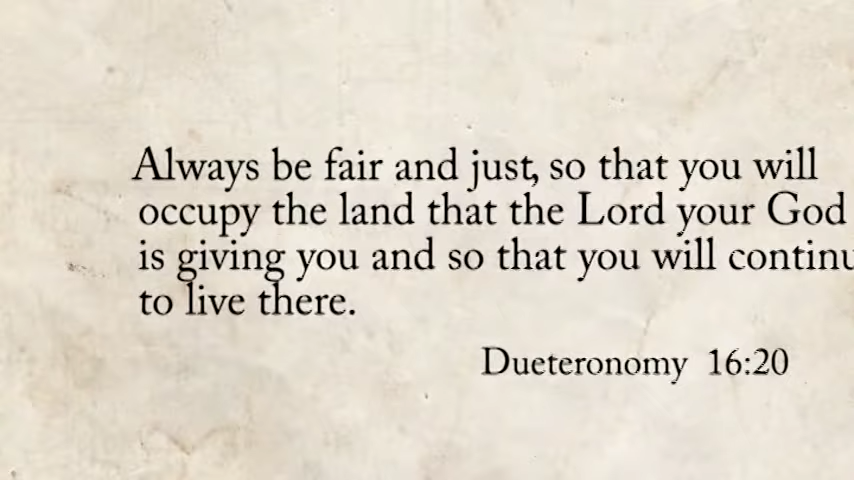 Always be fair and just, so that you will
occupy the land that the Lord your God
is giving you and so that you will continu
to live there.
Dueteronomy 16:20